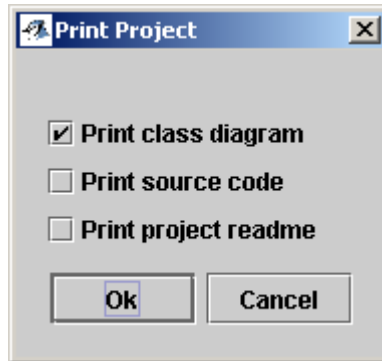 Print Project
Print class diagram
Print source code
Print project readme
Ok Cancel